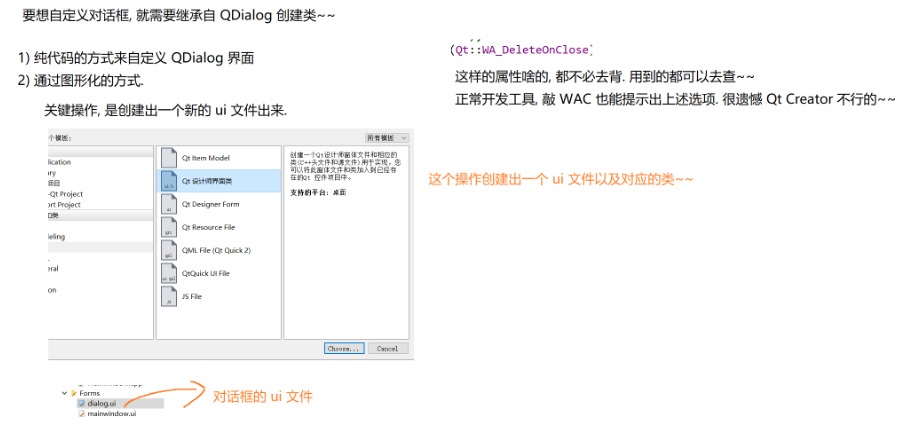 要想自定义对话框, 就需要继承自 QDialog 创建类~~
1) 纯代码的方式来自定义 QDialog 界面
2) 通过图形化的方式.
关键操作, 是创建出一个新的 ui 文件出来.
(Qt::WA_DeleteOnClose)
这样的属性啥的, 都不必去背. 用到的都可以去查~~
正常开发工具, 敲 WAC 也能提示出上述选项. 很遗憾 Qt Creator 不行的~~
这个操作创建出一个 ui 文件以及对应的类~~
个模板:
所有模板
lication
项目
-Qt Project
ort Project
eling
eral
ion
Qt Item Model
Qt 设计师界面类
Qt Designer Form
Qt Resource File
QML File (Qt Quick 2)
QtQuick UI File
JS File
创建一个Qt设计师窗体文件和相应的
类(C++头文件和源文件)用于实现。您
可以将此窗体文件和类加入到已经存
在的Qt 控件项目中。
支持的平台: 桌面
Choose...
Cancel
Forms
dialog.ui
mainwindow.ui
对话框的 ui 文件